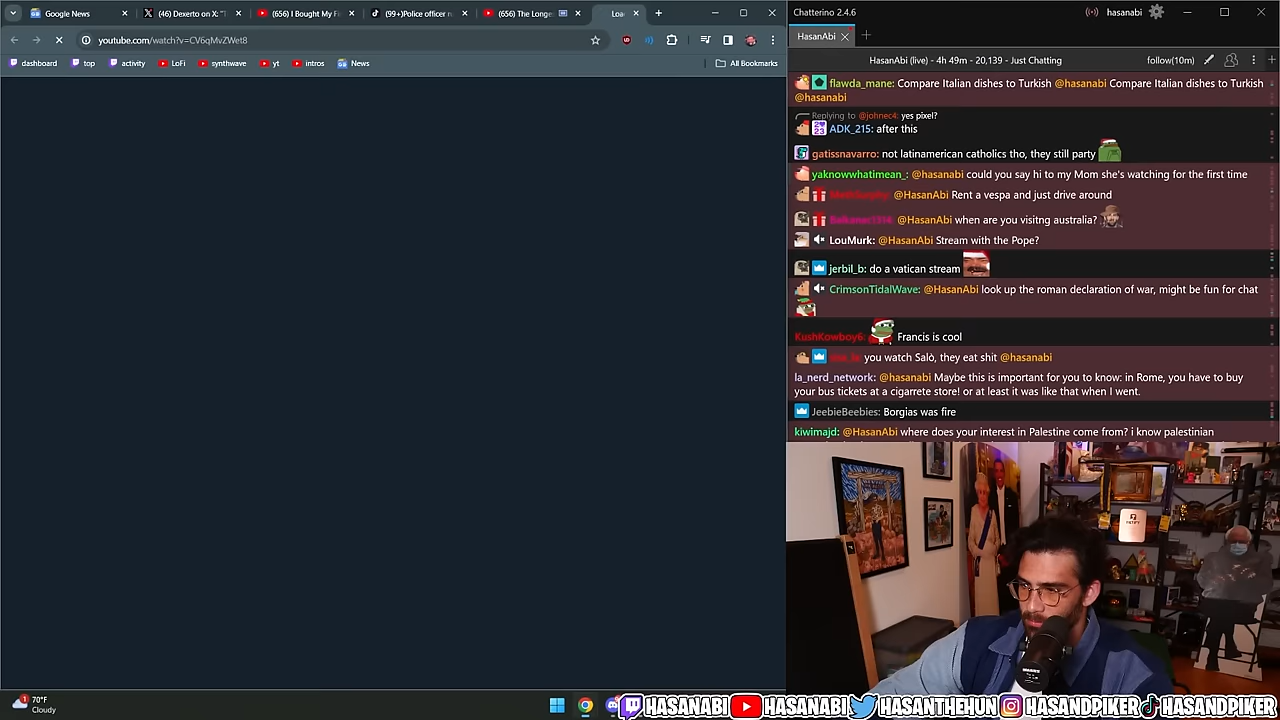 Google News
(46) Dexerto on X: "T
(656) I Bought My Fi
(99+)Police officer r
(656) The Longe
Loa
youtube.com/watch?v=CV6qMvZWet8
dashboard
top
activity
LoFi
synthwave
yt
intros
News
All Bookmarks
Chatterino 2.4.6
hasanabi
HasanAbi
HasanAbi (live) - 4h 49m - 20,139 - Just Chatting
follow(10m)
flawda_mane: Compare Italian dishes to Turkish @hasanabi Compare Italian dishes to Turkish
@hasanabi
Replying to @johnec4: yes pixel?
ADK_215: after this
gatissnavarro: not latinamerican catholics tho, they still party
yaknowwhatimean_: @hasanabi could you say hi to my Mom she's watching for the first time
@HasanAbi Rent a vespa and just drive around
@HasanAbi when are you visitng australia?
LouMurk: @HasanAbi Stream with the Pope?
jerbil_b: do a vatican stream
CrimsonTidalWave: @HasanAbi look up the roman declaration of war, might be fun for chat
KushKowboy6: Francis is cool
you watch Salò, they eat shit @hasanabi
la_nerd_network: @hasanabi Maybe this is important for you to know: in Rome, you have to buy
your bus tickets at a cigarrete store! or at least it was like that when I went.
JeebieBeebies: Borgias was fire
kiwimajd: @HasanAbi where does your interest in Palestine come from? i know palestinian
70°F
Cloudy
HASANABI
HASANABI
HASANTHEHUN
HASANDPIKER
HASANDPIKER